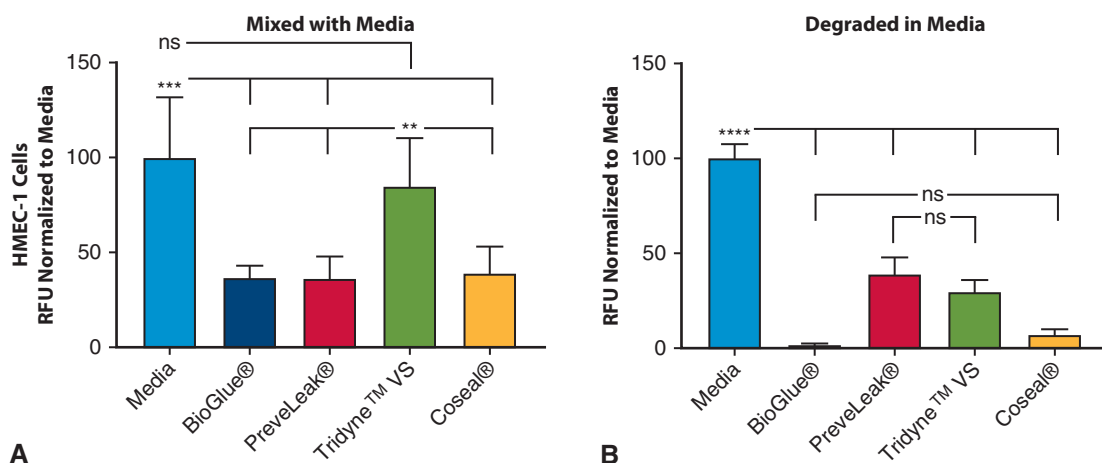 Mixed with Media
HMEC-1 Cells
RFU Normalized to Media
150
100
50
0
ns
***
**
Media
BioGlue®
PreveLeak®
Tridyne™ VS
Coseal®
A
Degraded in Media
RFU Normalized to Media
150
100
50
0
****
ns
ns
Media
BioGlue®
PreveLeak®
Tridyne™ VS
Coseal®
B